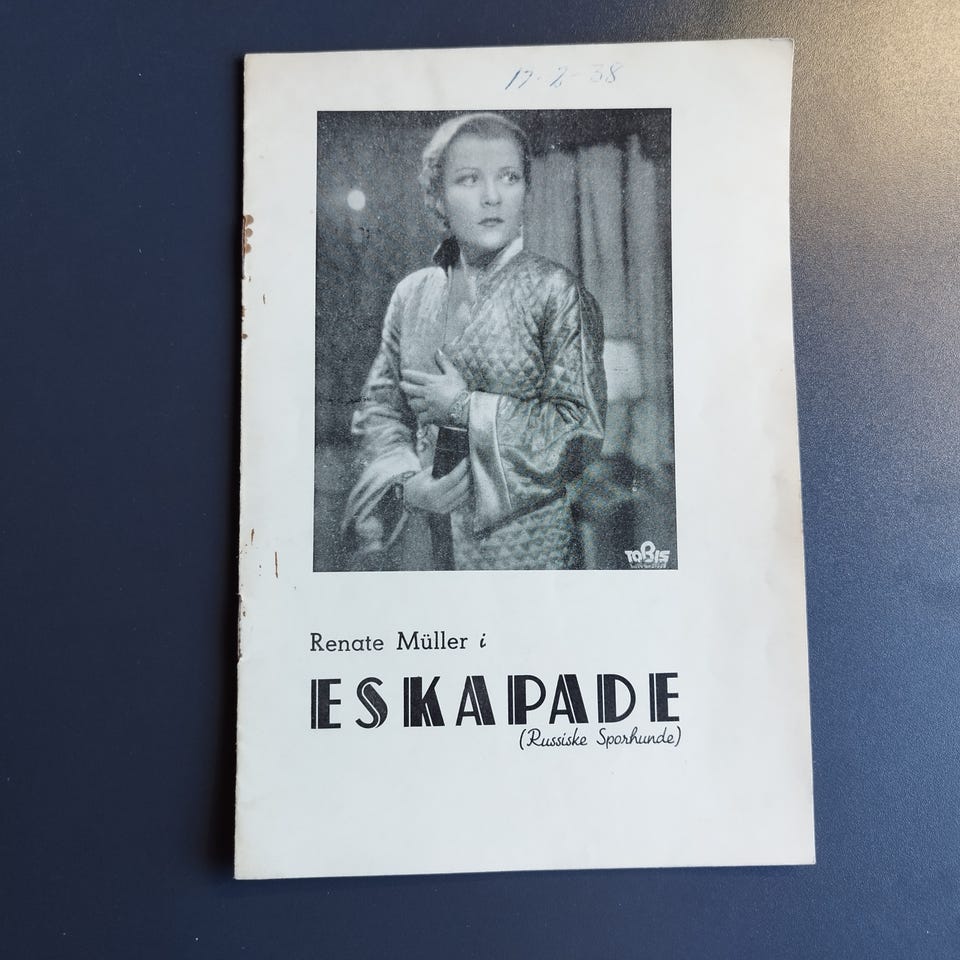 17-2-38
TOBIS
Renate Müller i
ESKAPADE
(Russiske Sporhunde)